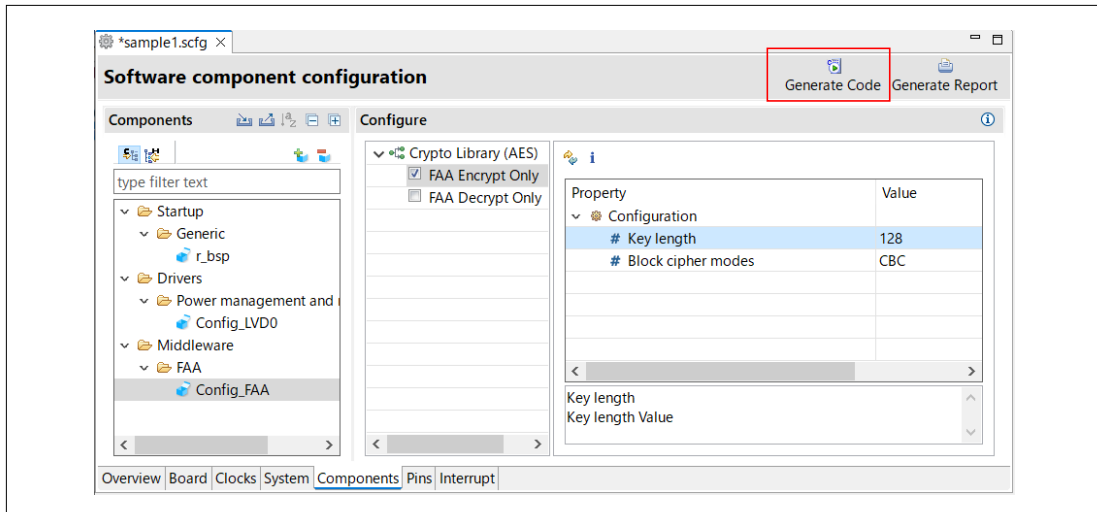 *sample1.scfg
Software component configuration
Generate Code Generate Report
Components
Configure
type filter text
Startup
Generic
r_bsp
Drivers
Power management and
Config_LVD0
Middleware
FAA
Config_FAA
Crypto Library (AES)
FAA Encrypt Only
FAA Decrypt Only
Property Value
Configuration
# Key length 128
# Block cipher modes CBC
Key length
Key length Value
Overview Board Clocks System Components Pins Interrupt